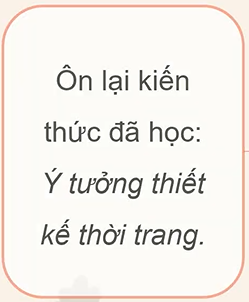 Ôn lại kiến
thức đã học:
Ý tưởng thiết
kế thời trang.